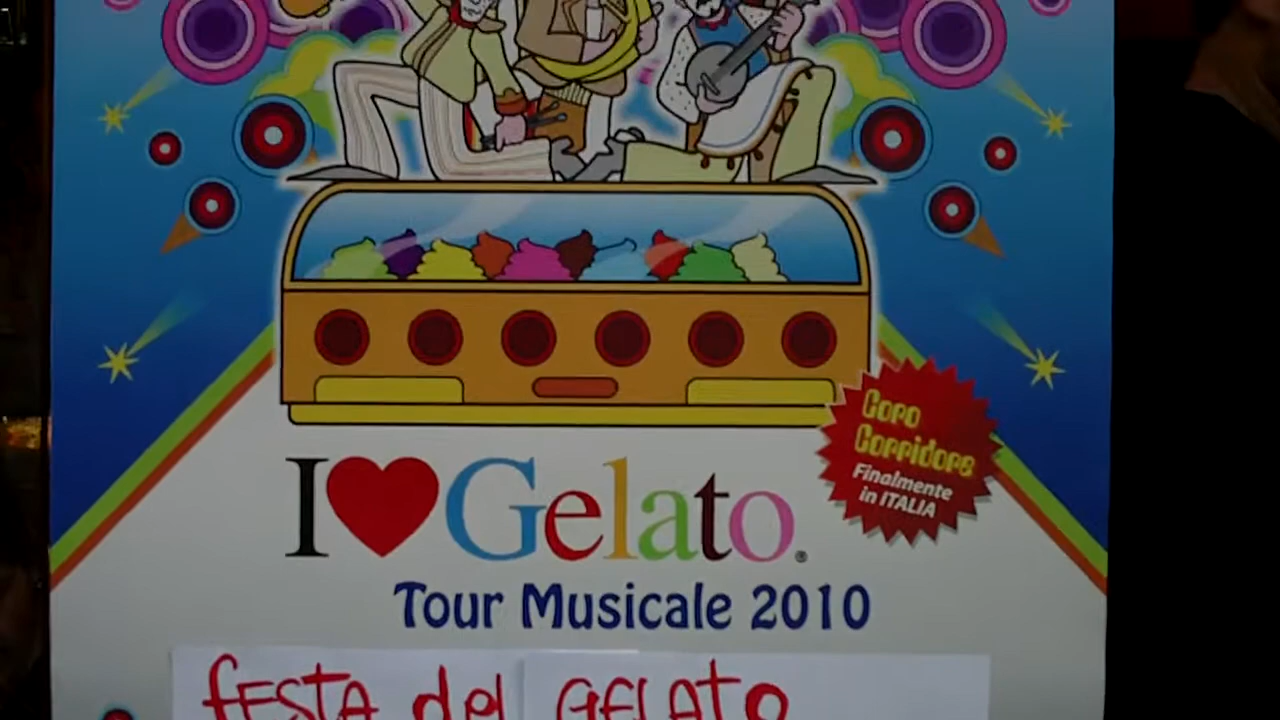 Coro
Corridore
Finalmente
in ITALIA
I ❤ Gelato®
Tour Musicale 2010
fESTA del GELATO